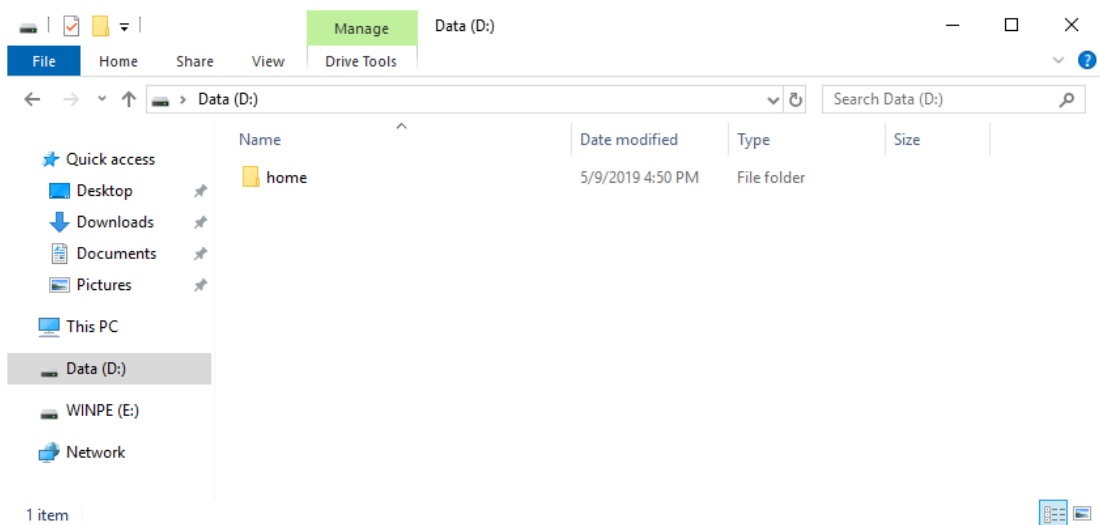 Manage Data (D:)
File Home Share View Drive Tools ?
Data (D:) Search Data (D:)
Name Date modified Type Size
Quick access
home 5/9/2019 4:50 PM File folder
Desktop
Downloads
Documents
Pictures
This PC
Data (D:)
WINPE (E:)
Network
1 item